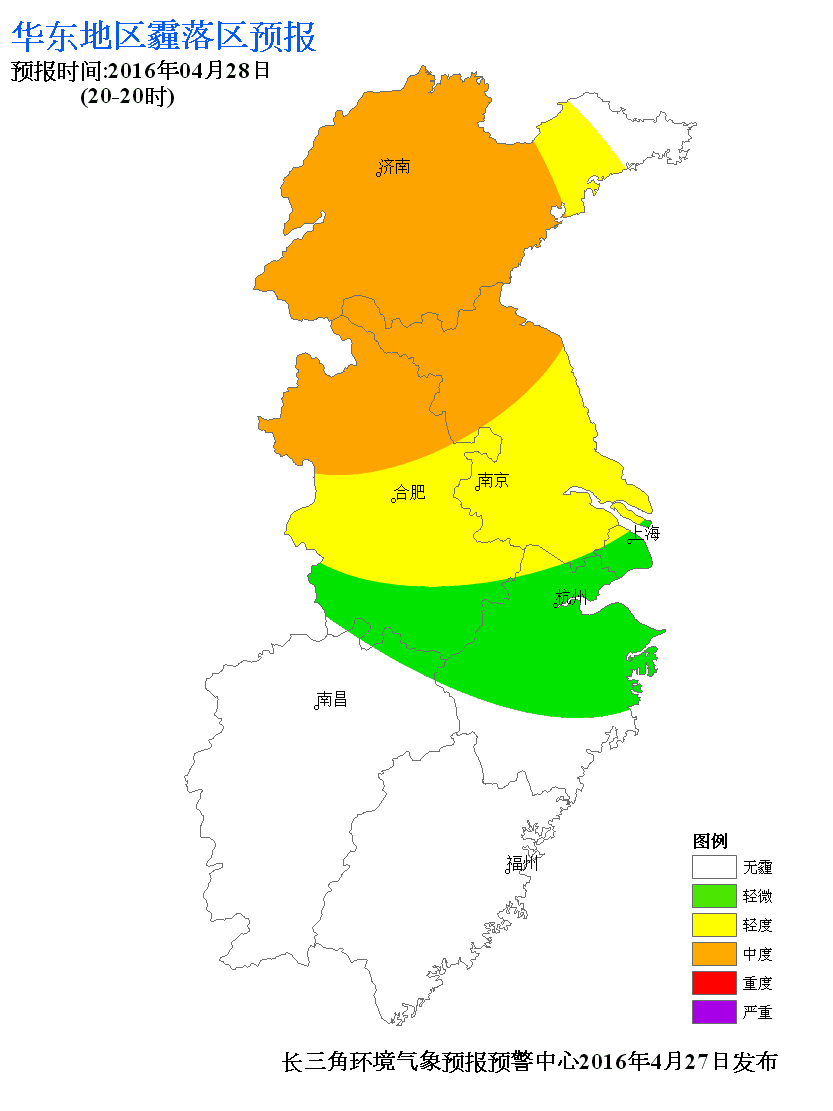 华东地区霾落区预报
预报时间:2016年04月28日
(20-20时)
济南
南京
合肥
上海
杭州
南昌
福州
图例
无霾
轻微
轻度
中度
重度
严重
长三角环境气象预报预警中心2016年4月27日发布